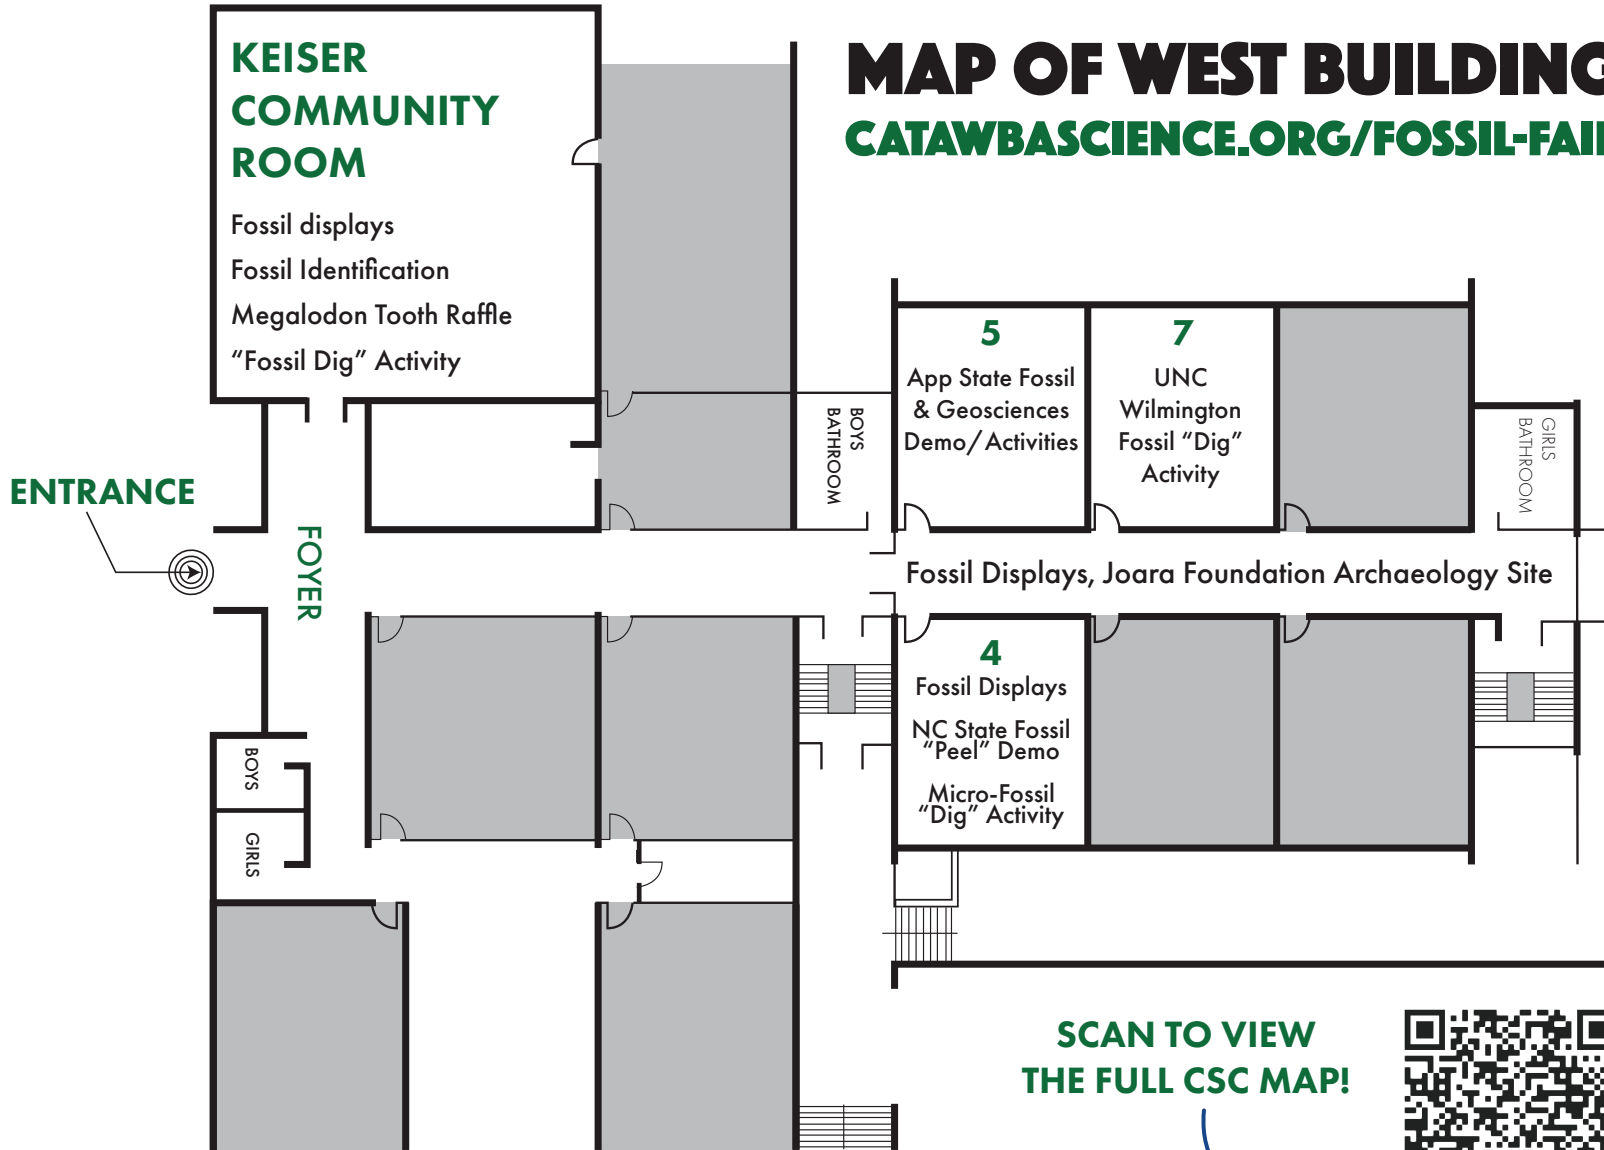 MAP OF WEST BUILDING
CATAWBASCIENCE.ORG/FOSSIL-FAIR
KEISER
COMMUNITY
ROOM
Fossil displays
Fossil Identification
Megalodon Tooth Raffle
“Fossil Dig” Activity
ENTRANCE
FOYER
BOYS
BATHROOM
5
App State Fossil
& Geosciences
Demo/Activities
7
UNC
Wilmington
Fossil “Dig”
Activity
GIRLS
BATHROOM
Fossil Displays, Joara Foundation Archaeology Site
4
Fossil Displays
NC State Fossil
“Peel” Demo
Micro-Fossil
“Dig” Activity
BOYS
GIRLS
SCAN TO VIEW
THE FULL CSC MAP!